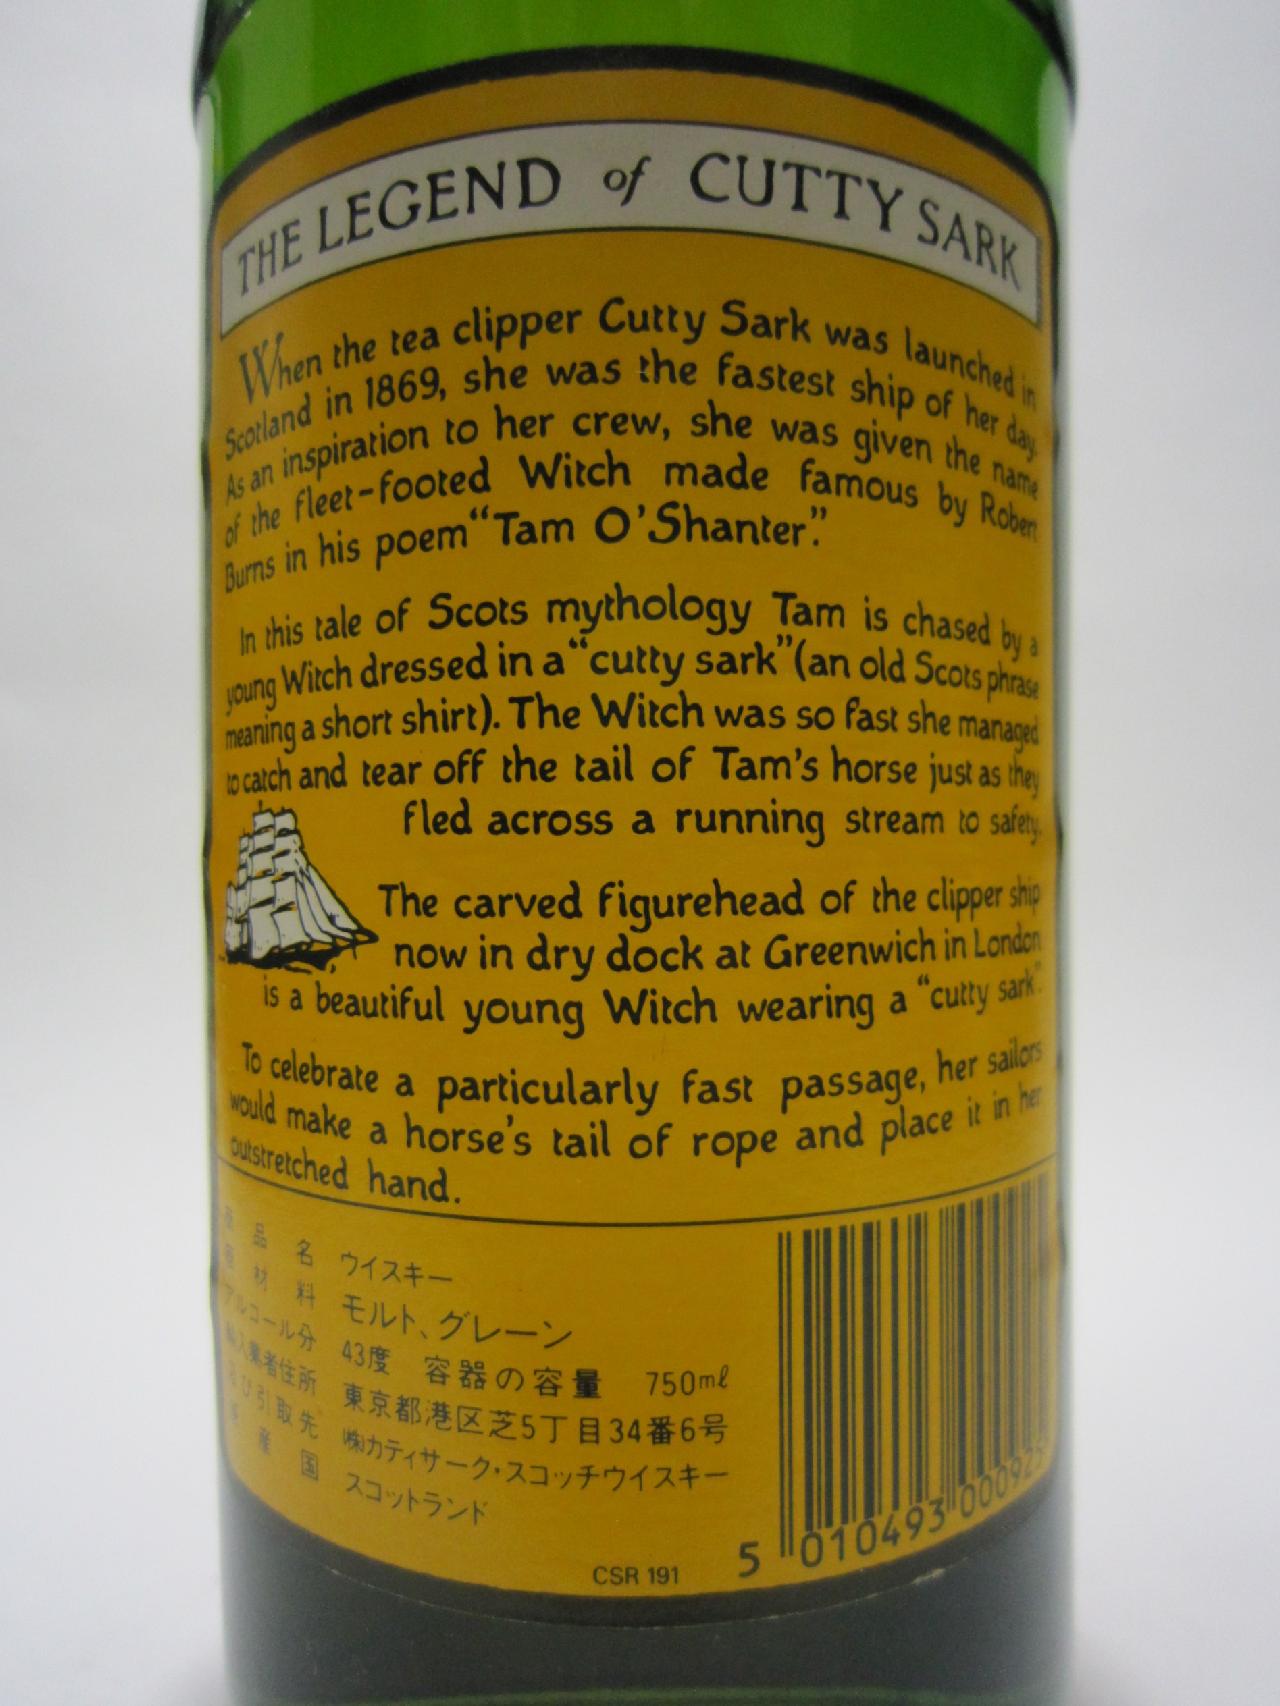 THE LEGEND of CUTTY SARK
When the tea clipper Cutty Sark was launched in
Scotland in 1869, she was the fastest ship of her day.
As an inspiration to her crew, she was given the name
of the fleet-footed Witch made famous by Robert
Burns in his poem “Tam O'Shanter”.
In this tale of Scots mythology Tam is chased by a
young Witch dressed in a “cutty sark” (an old Scots phrase
meaning a short shirt). The Witch was so fast she managed
to catch and tear off the tail of Tam's horse just as they
fled across a running stream to safety.
The carved figurehead of the clipper ship
now in dry dock at Greenwich in London
is a beautiful young Witch wearing a “cutty sark”.
To celebrate a particularly fast passage, her sailors
would make a horse's tail of rope and place it in her
outstretched hand.
品名 ウイスキー
原材料 モルト、グレーン
アルコール分 43度 容器の容量 750ml
輸入業者住所 東京都港区芝5丁目34番6号
及び引取先 ㈱カティサーク・スコッチウイスキー
原産国 スコットランド
CSR 191
5 010493 000925